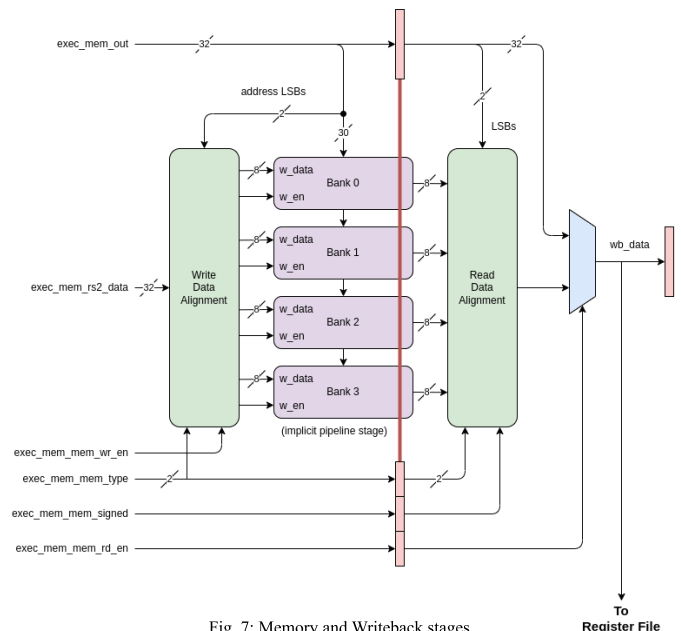 exec_mem_out
32
32
address LSBs
2
2
LSBs
30
8
w_data
Bank 0
w_en
8
8
w_data
Bank 1
w_en
8
wb_data
exec_mem_rs2_data
32
Write
Data
Alignment
Read
Data
Alignment
8
w_data
Bank 2
w_en
8
8
w_data
Bank 3
w_en
8
(implicit pipeline stage)
exec_mem_mem_wr_en
exec_mem_mem_type
2
2
exec_mem_mem_signed
exec_mem_mem_rd_en
To
Register File
Fig. 7: Memory and Writeback stages